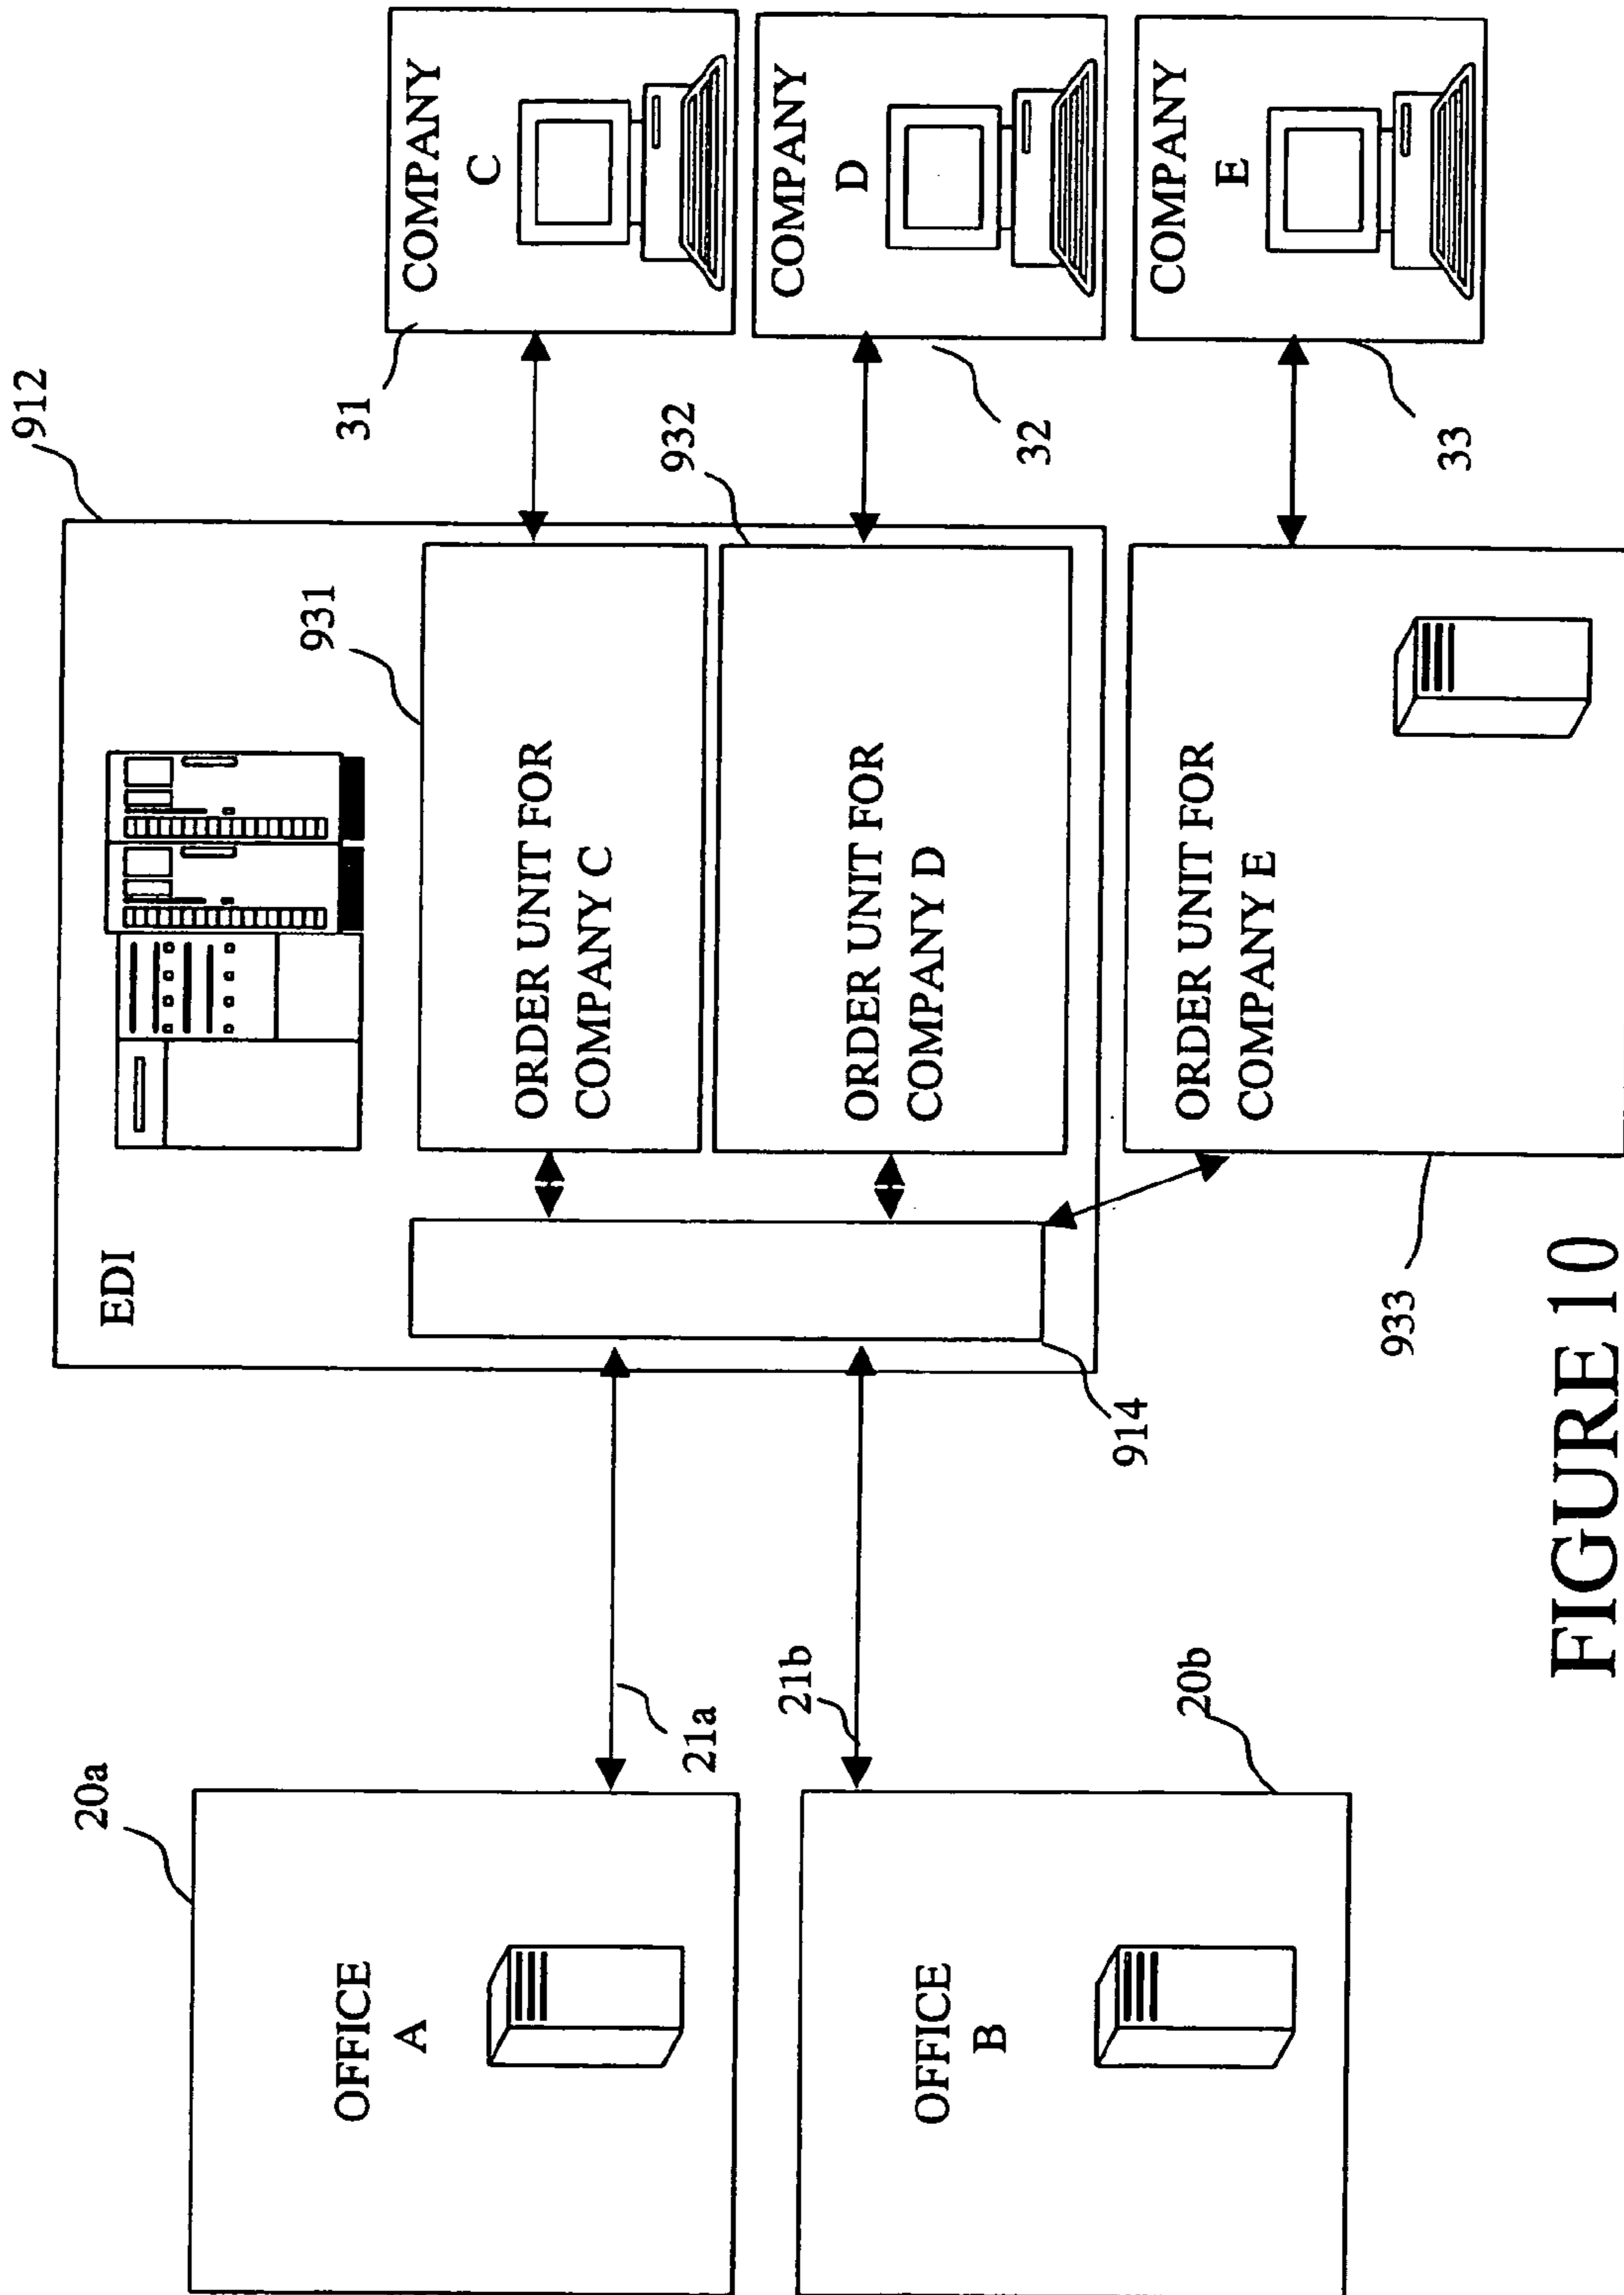 912
EDI
931
932
31
COMPANY
C
ORDER UNIT FOR
COMPANY C
COMPANY
D
32
ORDER UNIT FOR
COMPANY D
COMPANY
E
33
ORDER UNIT FOR
COMPANY E
933
914
20a
OFFICE
A
21a
21b
OFFICE
B
20b
FIGURE 10